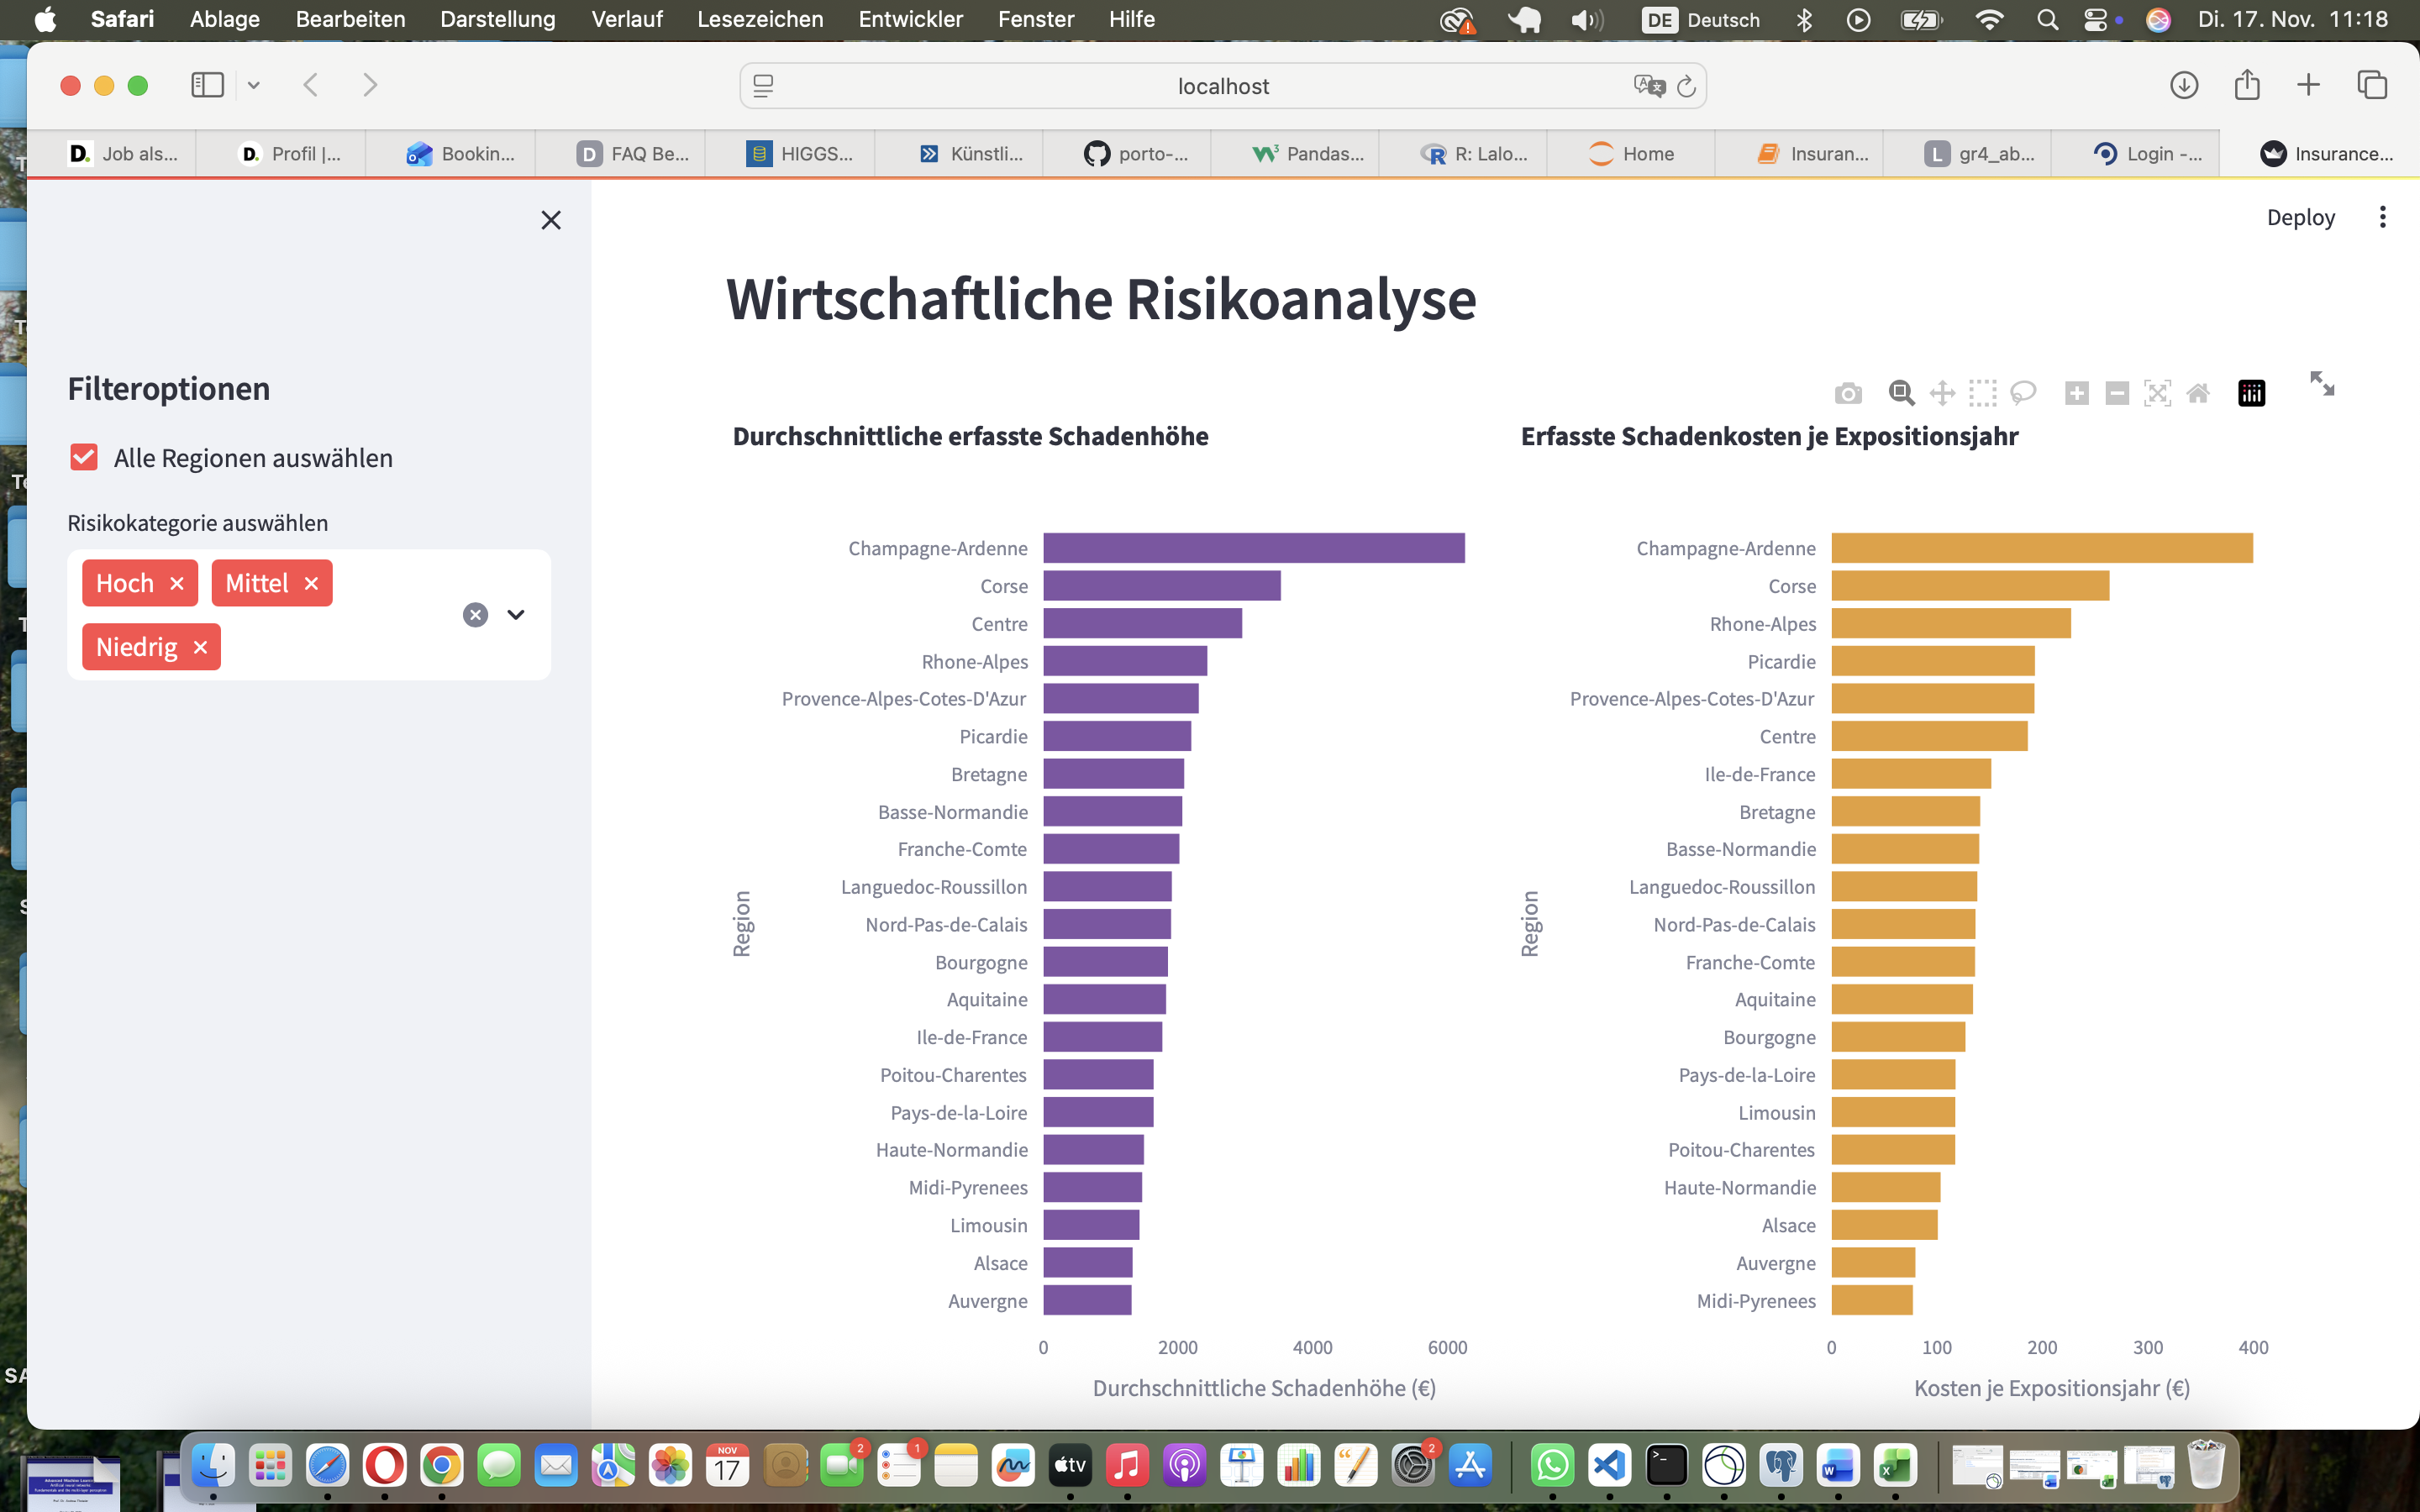 Safari Ablage Bearbeiten Darstellung Verlauf Lesezeichen Entwickler Fenster Hilfe DE Deutsch Di. 17. Nov. 11:18
localhost
D. Job als... D. Profil |... Bookin... D FAQ Be... HIGGS... Künstli... porto-... Pandas... R: Lalo... Home Insuran... L gr4_ab... Login -... Insurance...
Deploy
Wirtschaftliche Risikoanalyse
Filteroptionen
Alle Regionen auswählen
Risikokategorie auswählen
Hoch × Mittel ×
Niedrig ×
Durchschnittliche erfasste Schadenhöhe
Champagne-Ardenne
Corse
Centre
Rhone-Alpes
Provence-Alpes-Cotes-D'Azur
Picardie
Bretagne
Basse-Normandie
Franche-Comte
Languedoc-Roussillon
Nord-Pas-de-Calais
Bourgogne
Aquitaine
Ile-de-France
Poitou-Charentes
Pays-de-la-Loire
Haute-Normandie
Midi-Pyrenees
Limousin
Alsace
Auvergne
Region
0 2000 4000 6000
Durchschnittliche Schadenhöhe (€)
Erfasste Schadenkosten je Expositionsjahr
Champagne-Ardenne
Corse
Rhone-Alpes
Picardie
Provence-Alpes-Cotes-D'Azur
Centre
Ile-de-France
Bretagne
Basse-Normandie
Languedoc-Roussillon
Nord-Pas-de-Calais
Franche-Comte
Aquitaine
Bourgogne
Pays-de-la-Loire
Limousin
Poitou-Charentes
Haute-Normandie
Alsace
Auvergne
Midi-Pyrenees
Region
0 100 200 300 400
Kosten je Expositionsjahr (€)
NOV
17
2
1
tv
2